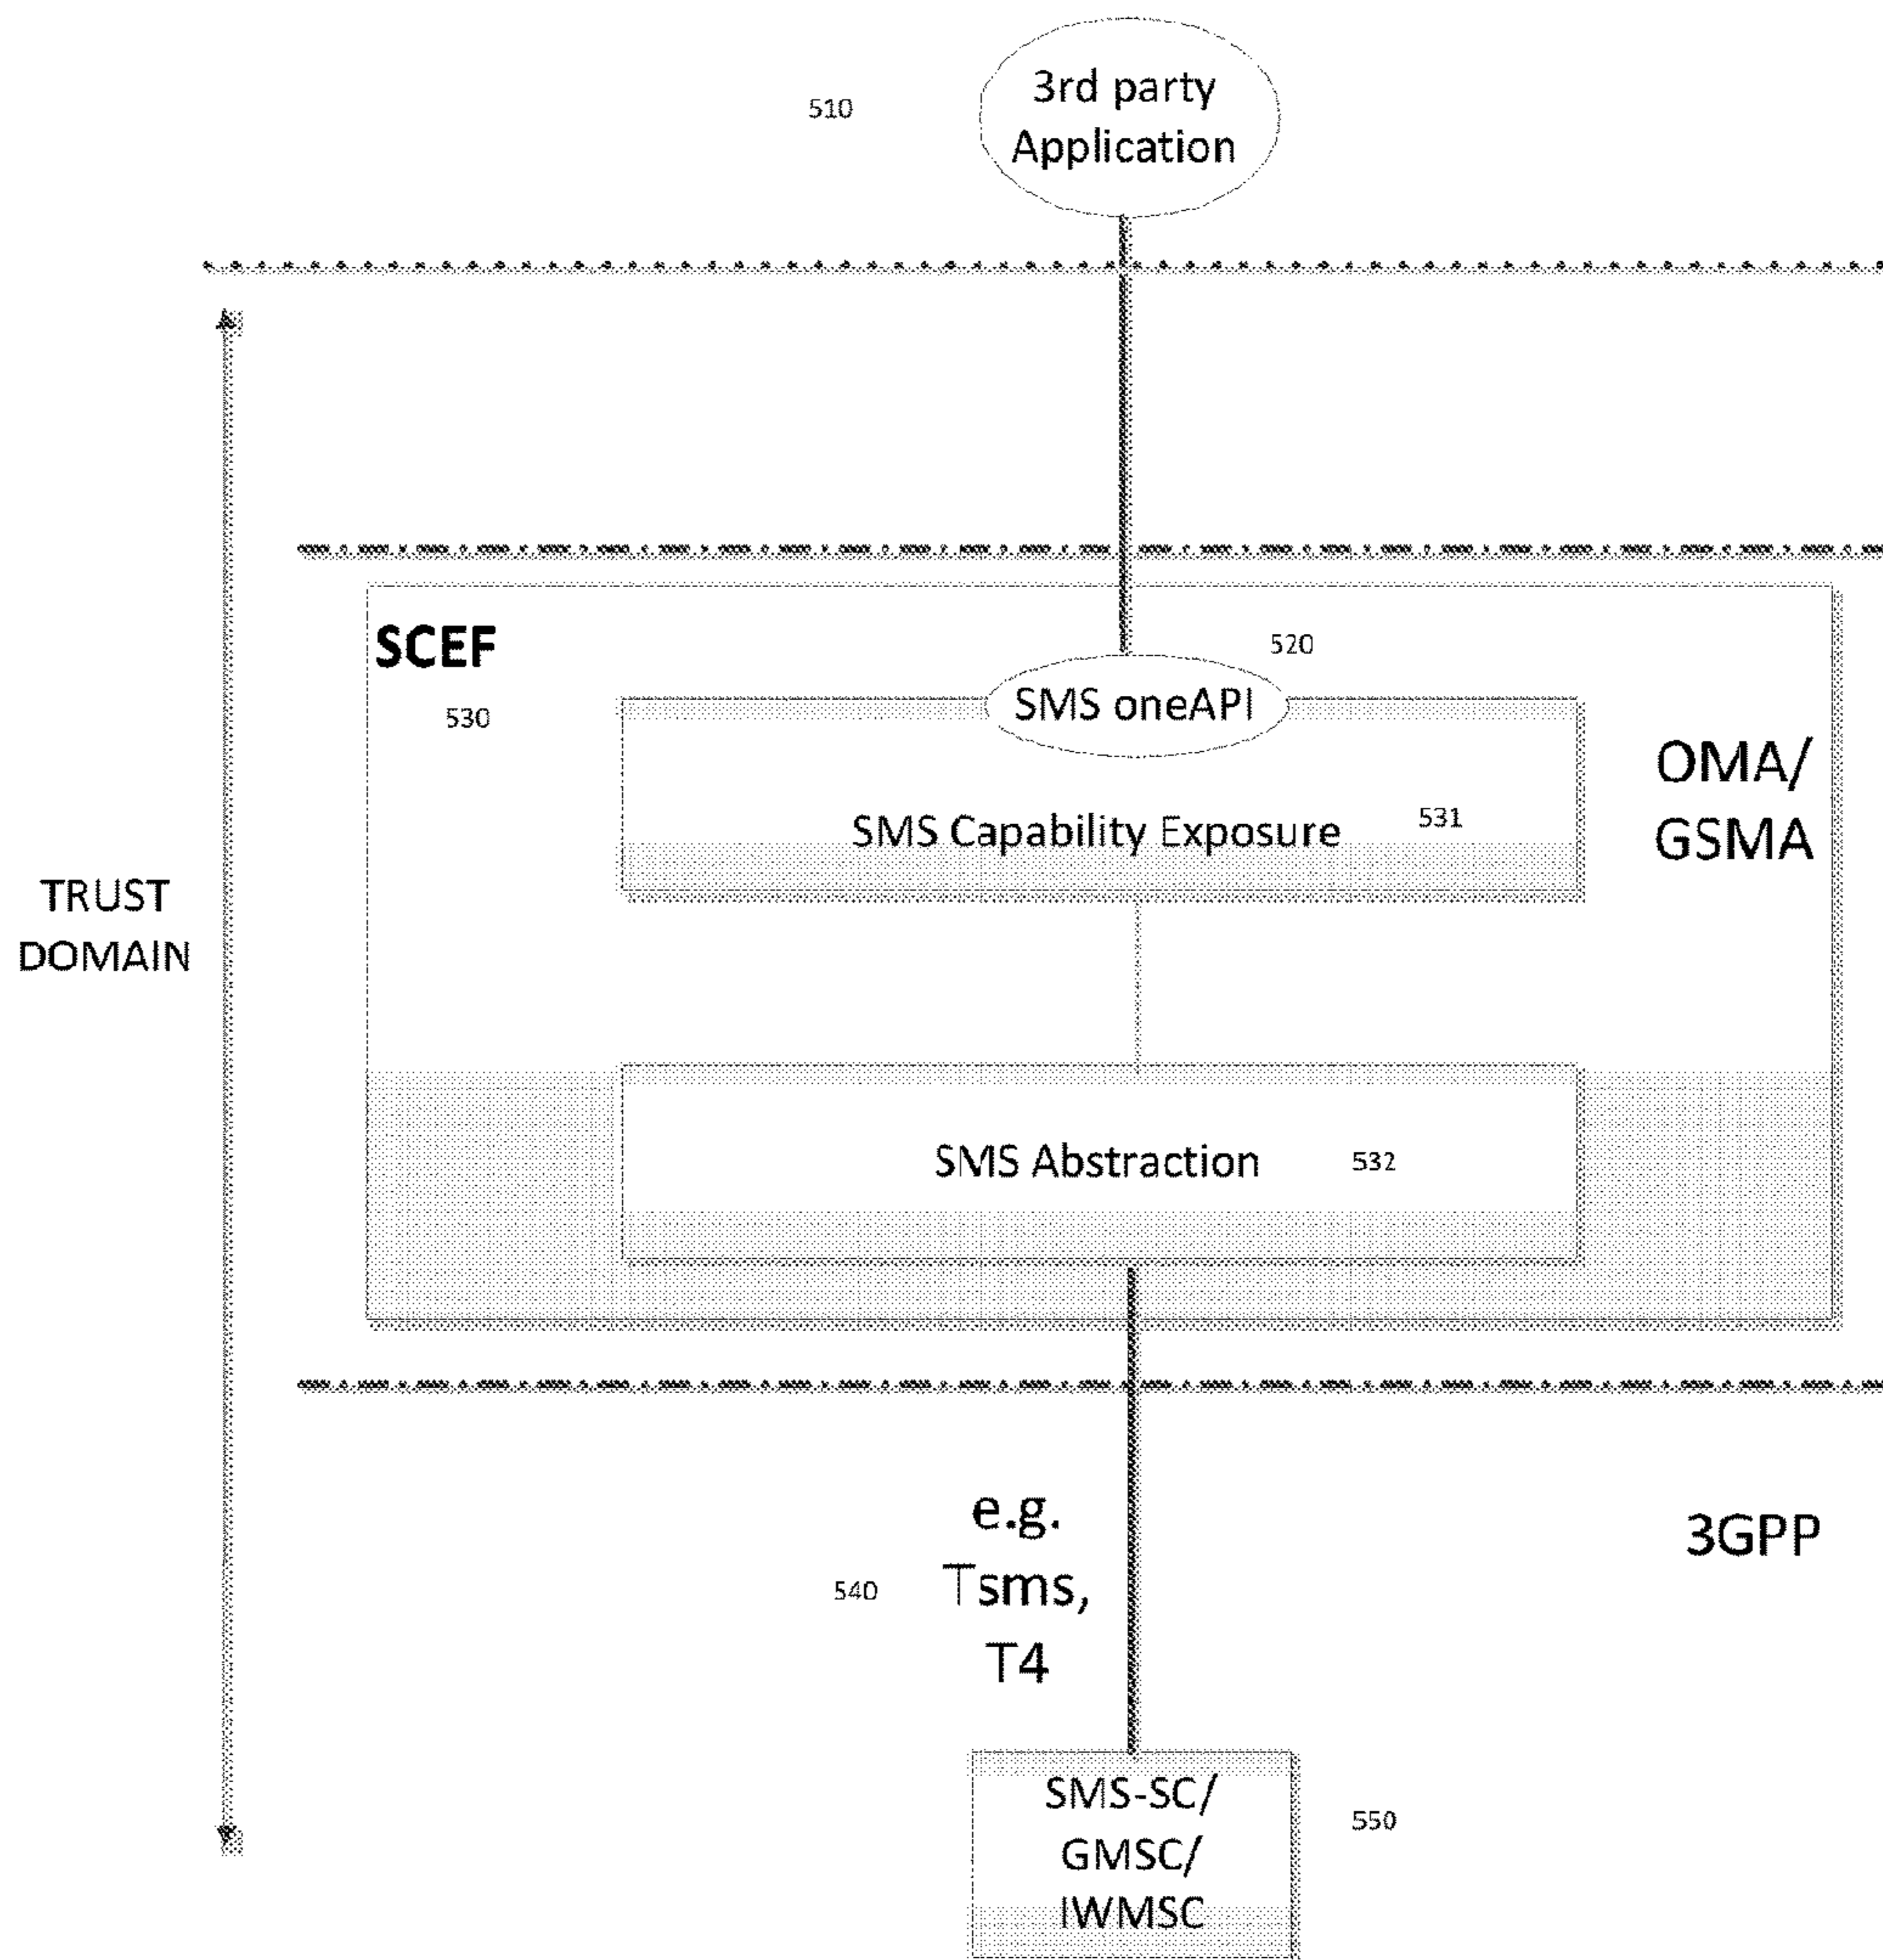 510
3rd party
Application
SCEF
530
520
SMS oneAPI
SMS Capability Exposure
531
OMA/
GSMA
TRUST
DOMAIN
SMS Abstraction
532
e.g.
Tsms,
T4
540
3GPP
SMS-SC/
GMSC/
IWMSC
550